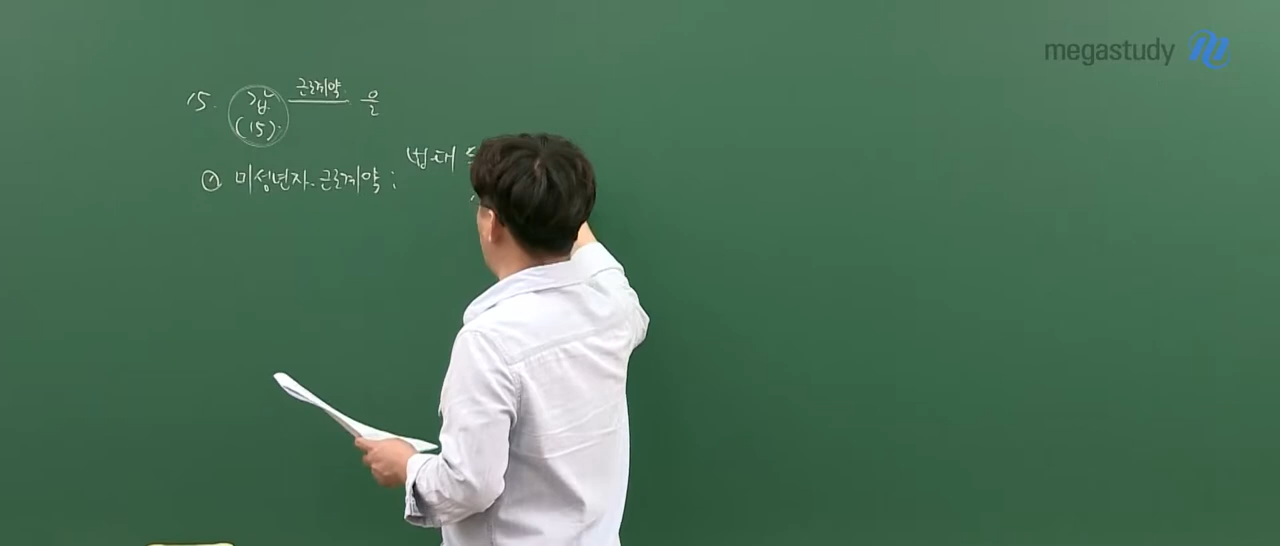 megastudy
15. 갑 근로계약 을
(15).
① 미성년자. 근로계약 :
법대